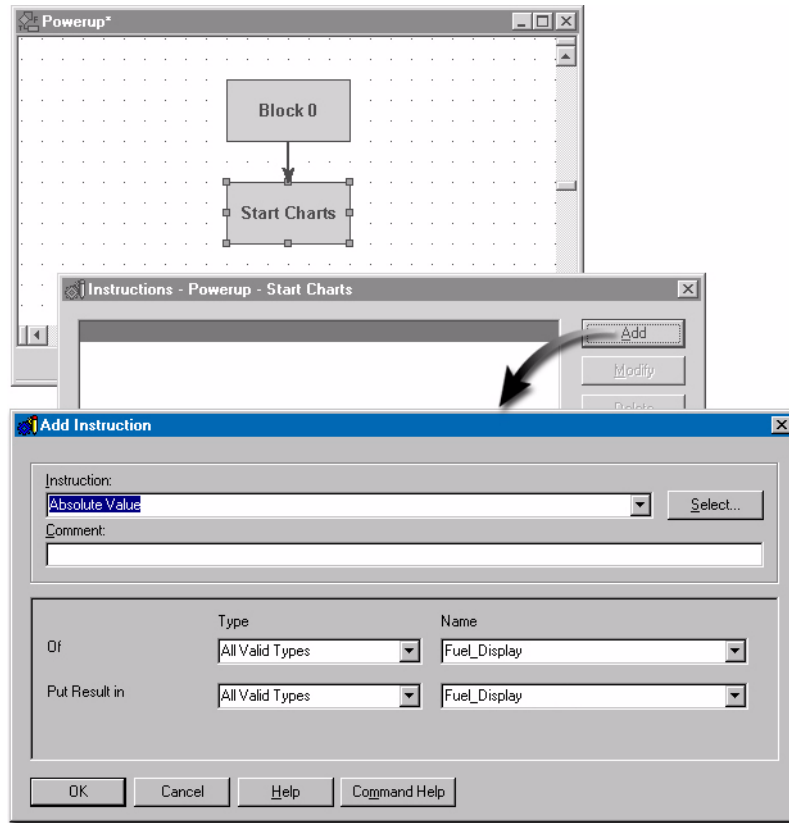 Powerup*
Block 0
Start Charts
Instructions - Powerup - Start Charts
Add
Modify
Delete
Add Instruction
Instruction:
Absolute Value
Select...
Comment:
Type Name
Of All Valid Types Fuel_Display
Put Result in All Valid Types Fuel_Display
OK Cancel Help Command Help